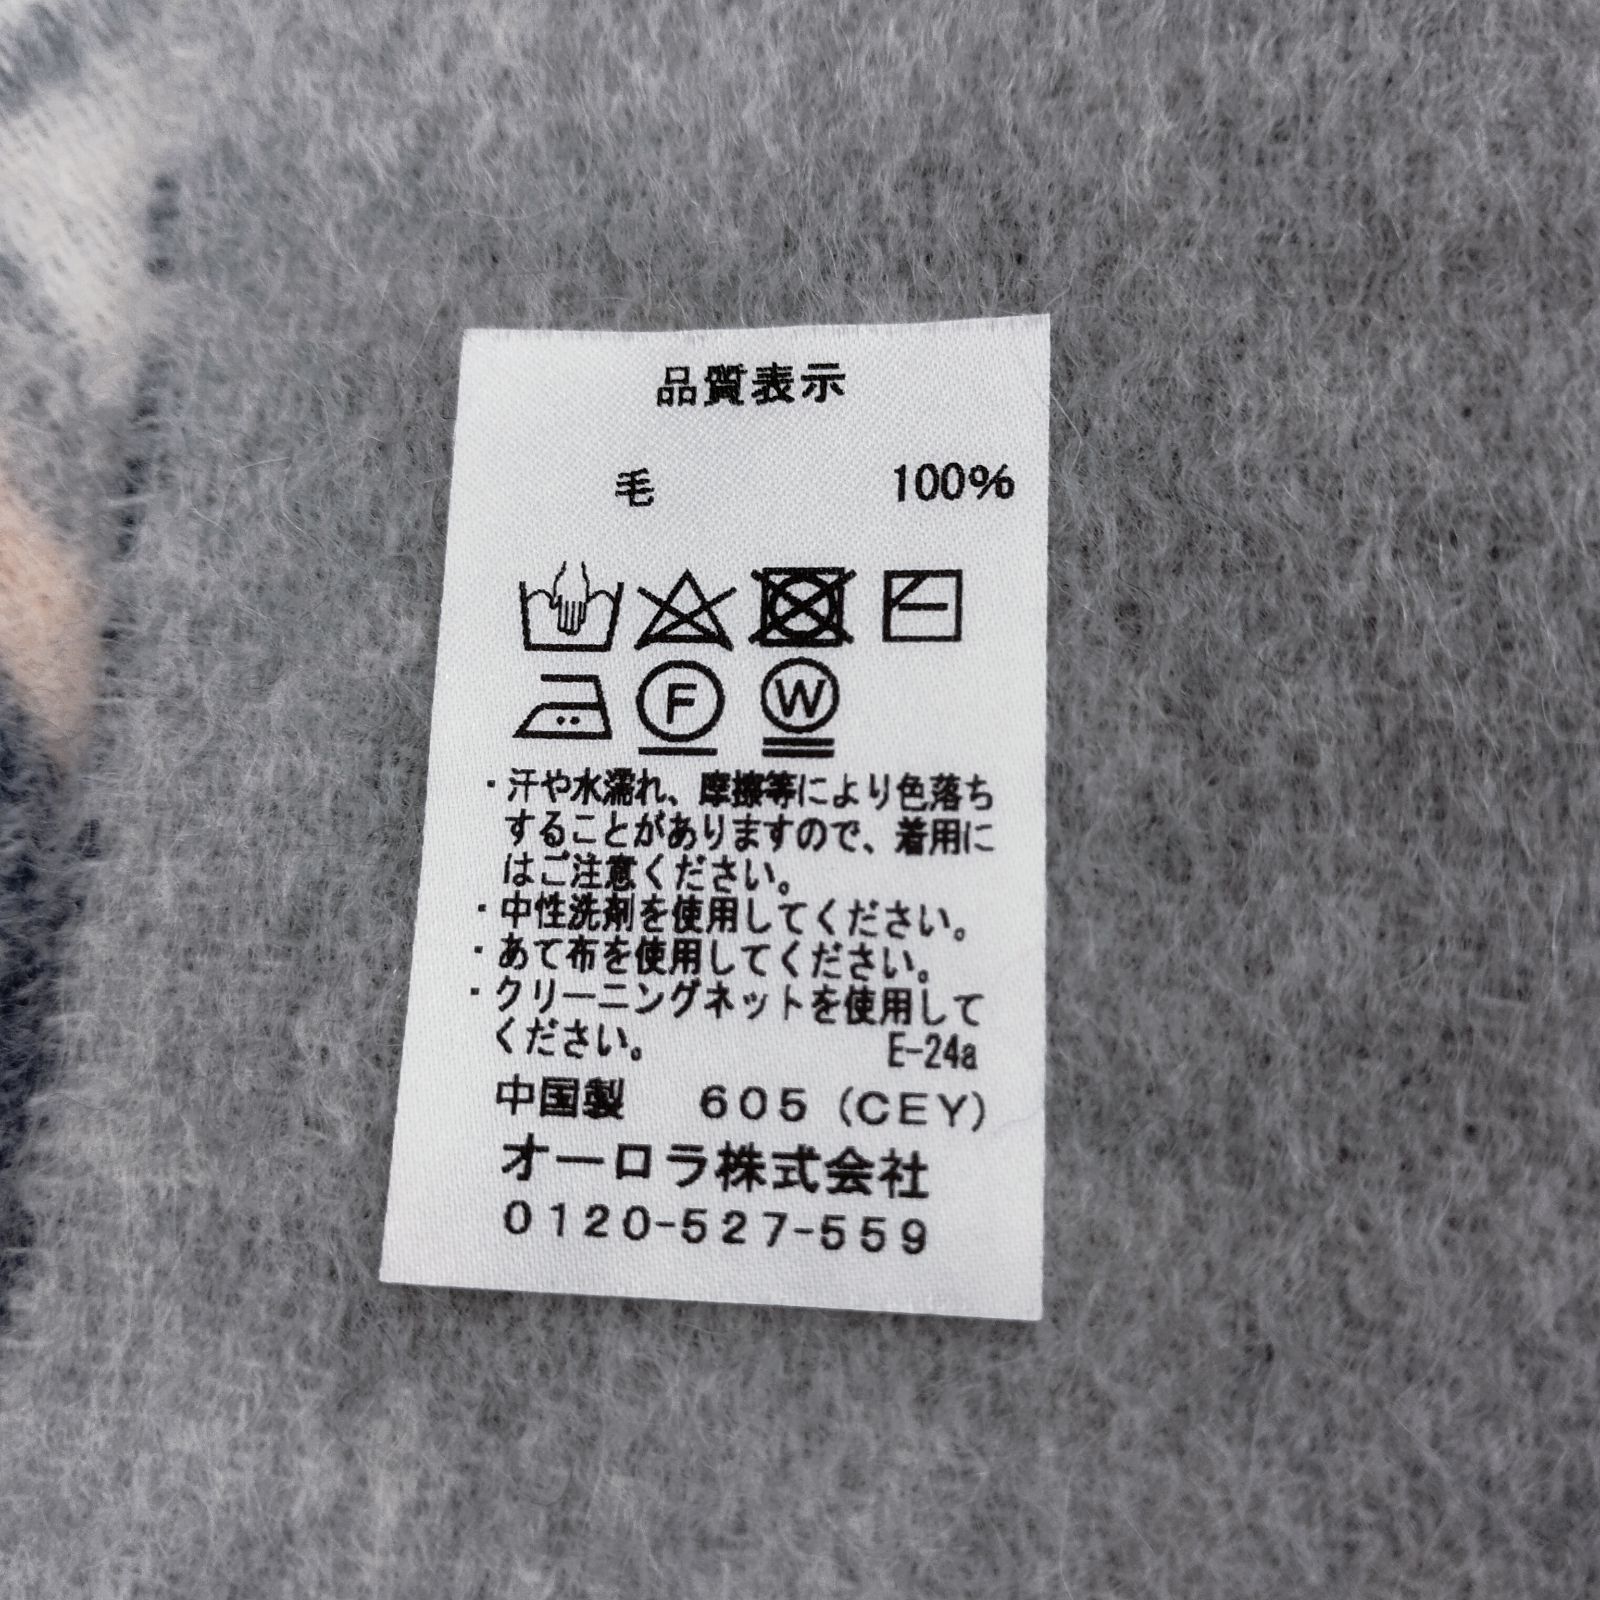 品質表示
毛 100%
F W
・汗や水濡れ、摩擦等により色落ち
することがありますので、着用に
はご注意ください。
・中性洗剤を使用してください。
・あて布を使用してください。
・クリーニングネットを使用して
ください。 E-24a
中国製 605(CEY)
オーロラ株式会社
0120-527-559